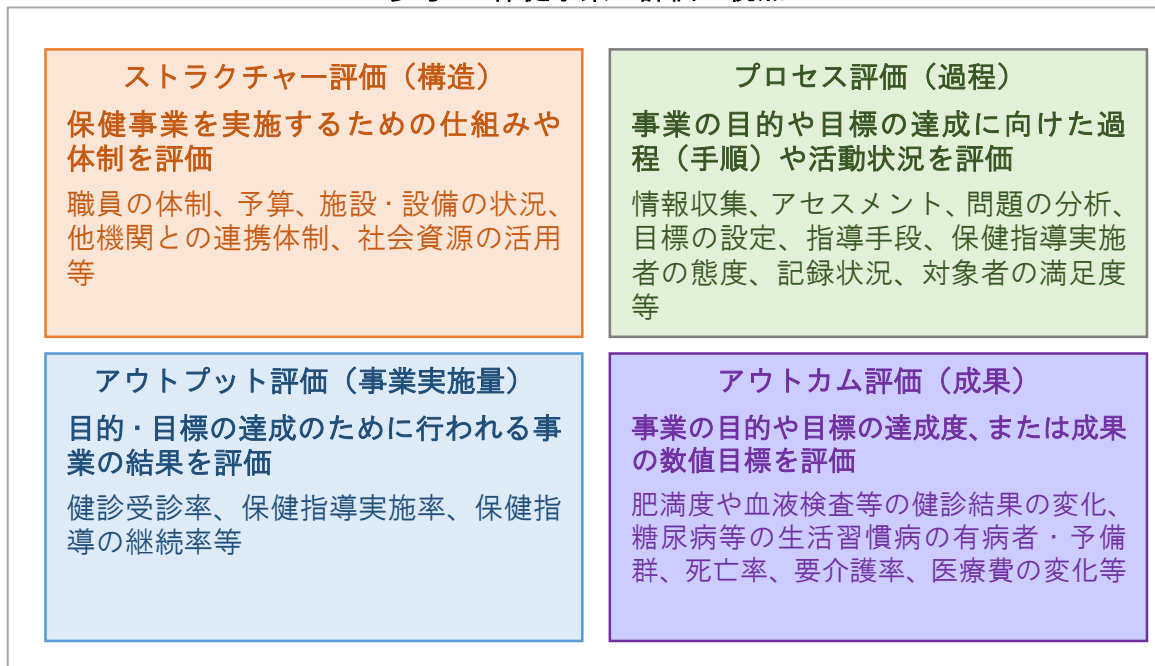 ストラクチャー評価（構造）
保健事業を実施するための仕組みや
体制を評価
職員の体制、予算、施設・設備の状況、
他機関との連携体制、社会資源の活用
等
プロセス評価（過程）
事業の目的や目標の達成に向けた過
程（手順）や活動状況を評価
情報収集、アセスメント、問題の分析、
目標の設定、指導手段、保健指導実施
者の態度、記録状況、対象者の満足度
等
アウトプット評価（事業実施量）
目的・目標の達成のために行われる事
業の結果を評価
健診受診率、保健指導実施率、保健指
導の継続率等
アウトカム評価（成果）
事業の目的や目標の達成度、または成果
の数値目標を評価
肥満度や血液検査等の健診結果の変化、
糖尿病等の生活習慣病の有病者・予備
群、死亡率、要介護率、医療費の変化等